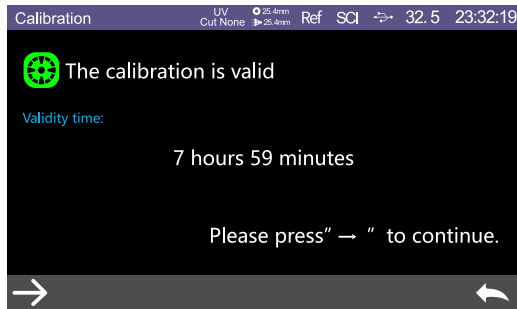 Calibration UV Cut None 25.4mm 25.4mm Ref SCI 32.5 23:32:19
The calibration is valid
Validity time:
7 hours 59 minutes
Please press" → " to continue.